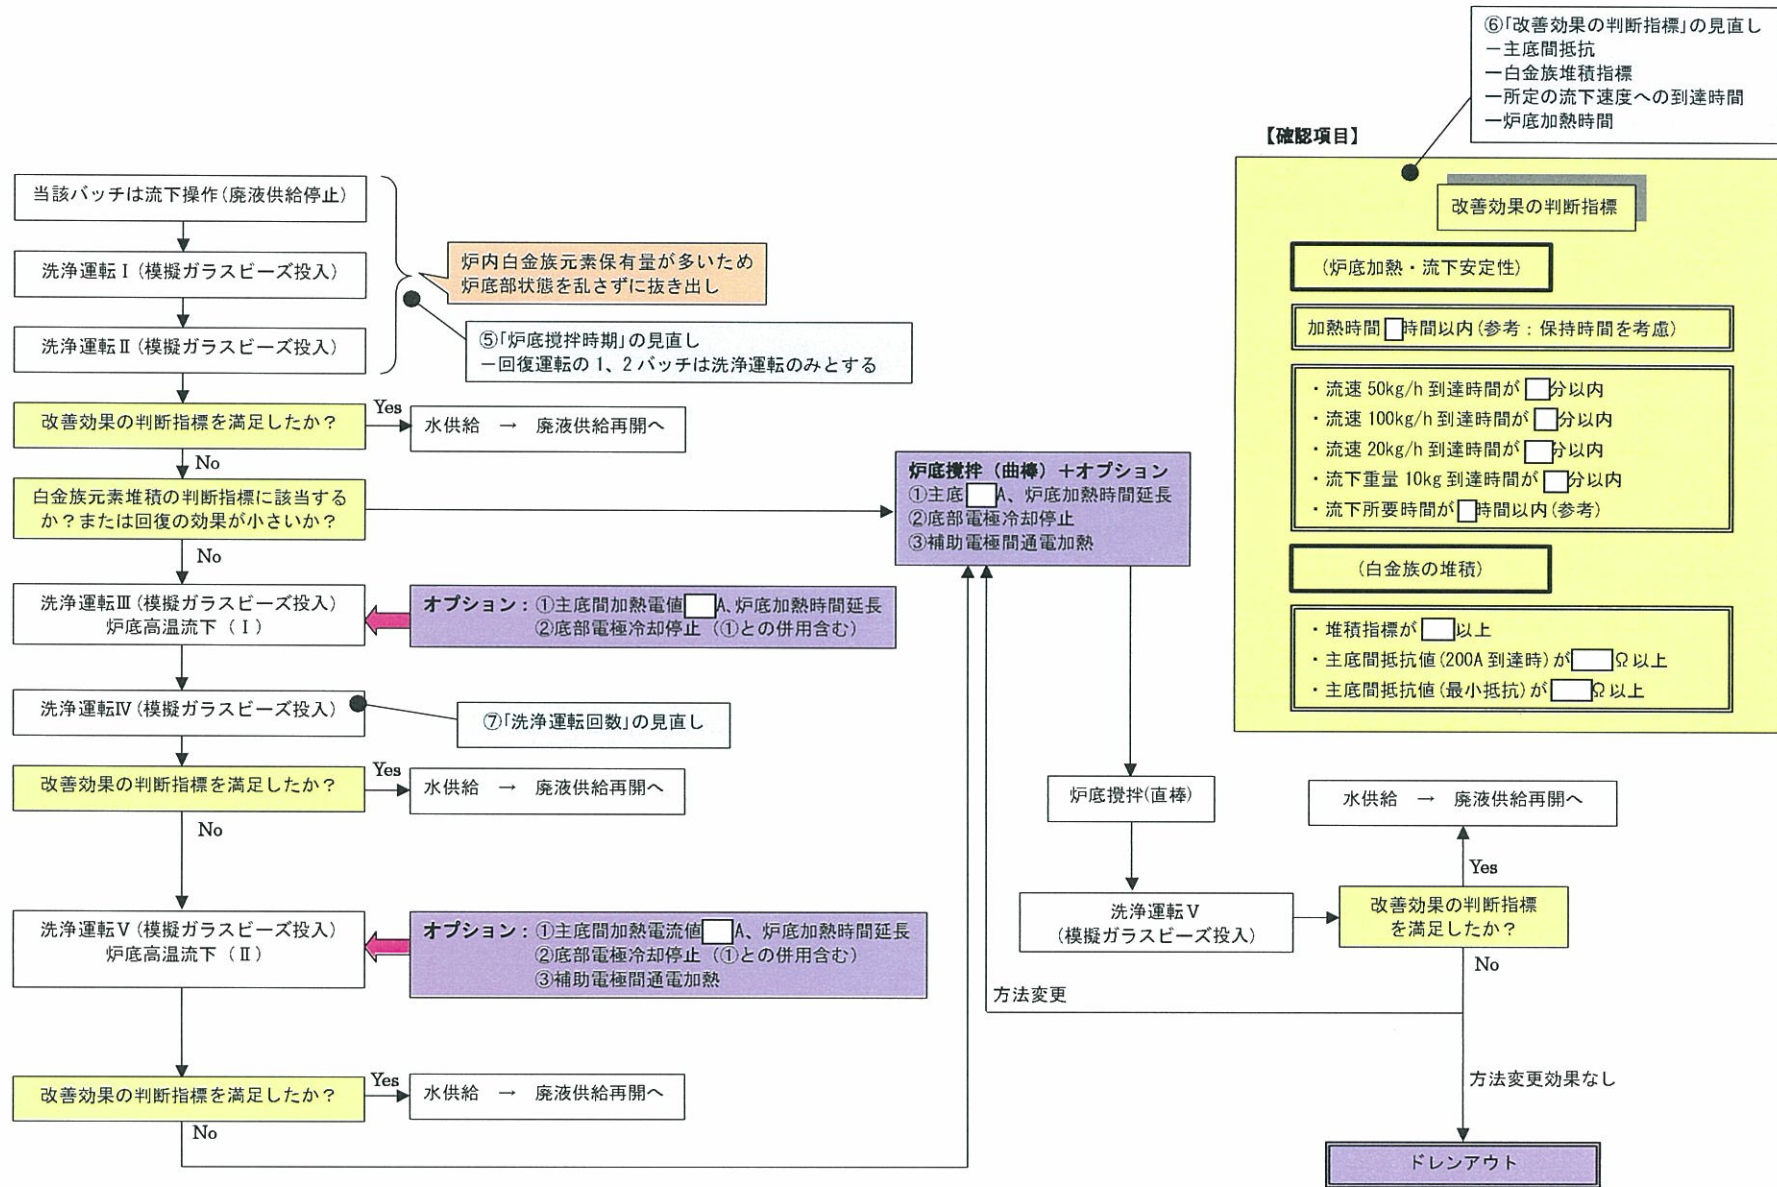 ⑥「改善効果の判断指標」の見直し
－主底間抵抗
―白金族堆積指標
―所定の流下速度への到達時間
―炉底加熱時間
【確認項目】
改善効果の判断指標
(炉底加熱・流下安定性)
加熱時間□時間以内(参考：保持時間を考慮)
・流速 50kg/h 到達時間が□分以内
・流速 100kg/h 到達時間が□分以内
・流速 20kg/h 到達時間が□分以内
・流下重量 10kg 到達時間が□分以内
・流下所要時間が□時間以内(参考)
(白金族の堆積)
・堆積指標が□以上
・主底間抵抗値(200A 到達時)が□Ω以上
・主底間抵抗値(最小抵抗)が□Ω以上
当該バッチは流下操作(廃液供給停止)
洗浄運転Ⅰ(模擬ガラスビーズ投入)
洗浄運転Ⅱ(模擬ガラスビーズ投入)
炉内白金族元素保有量が多いため
炉底部状態を乱さずに抜き出し
⑤「炉底攪拌時期」の見直し
－回復運転の 1、2 バッチは洗浄運転のみとする
改善効果の判断指標を満足したか？
Yes
水供給　→　廃液供給再開へ
No
白金族元素堆積の判断指標に該当する
か？または回復の効果が小さいか？
No
洗浄運転Ⅲ(模擬ガラスビーズ投入)
炉底高温流下（Ⅰ）
オプション：①主底間加熱電値□A、炉底加熱時間延長
②底部電極冷却停止（①との併用含む）
洗浄運転Ⅳ(模擬ガラスビーズ投入)
⑦「洗浄運転回数」の見直し
改善効果の判断指標を満足したか？
Yes
水供給　→　廃液供給再開へ
No
洗浄運転Ⅴ(模擬ガラスビーズ投入)
炉底高温流下（Ⅱ）
オプション：①主底間加熱電流値□A、炉底加熱時間延長
②底部電極冷却停止（①との併用含む）
③補助電極間通電加熱
改善効果の判断指標を満足したか？
Yes
水供給　→　廃液供給再開へ
No
炉底攪拌（曲棒）＋オプション
①主底□A、炉底加熱時間延長
②底部電極冷却停止
③補助電極間通電加熱
炉底攪拌(直棒)
洗浄運転Ⅴ
(模擬ガラスビーズ投入)
改善効果の判断指標
を満足したか？
Yes
水供給　→　廃液供給再開へ
No
方法変更
方法変更効果なし
ドレンアウト